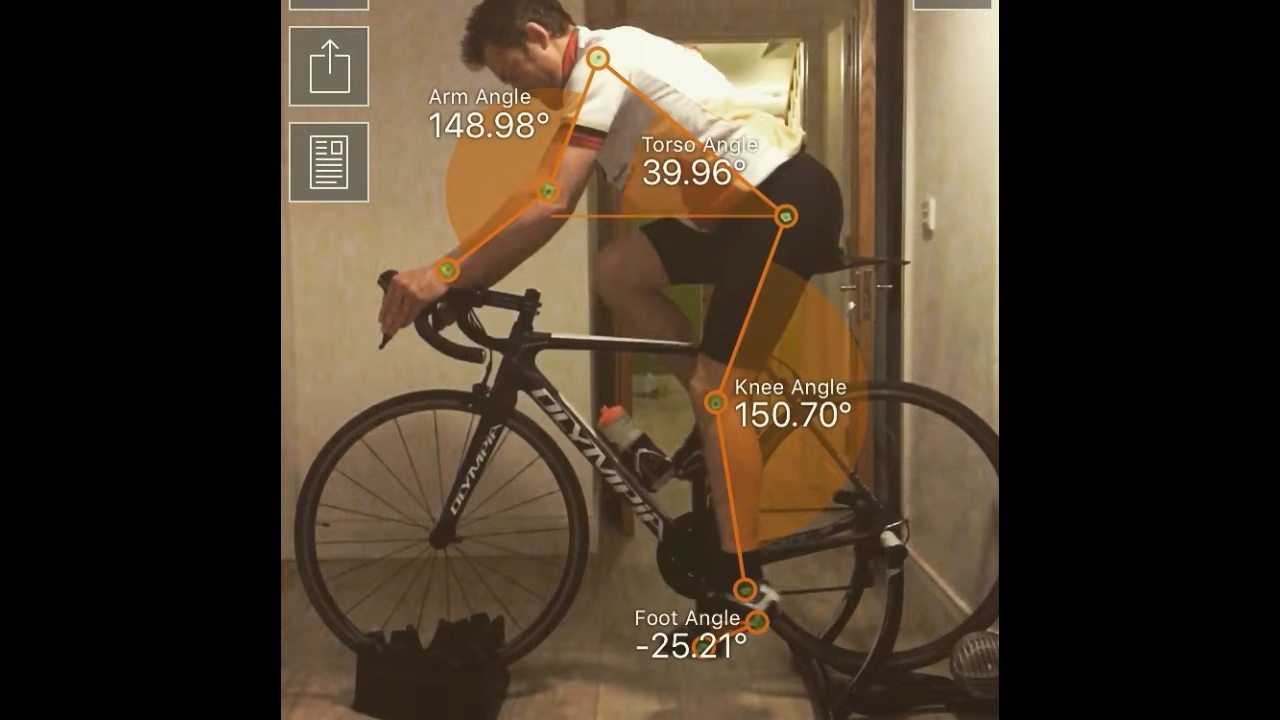 Arm Angle
148.98°
Torso Angle
39.96°
Knee Angle
150.70°
OLYMPIA
OLYMPIA
Foot Angle
-25.21°